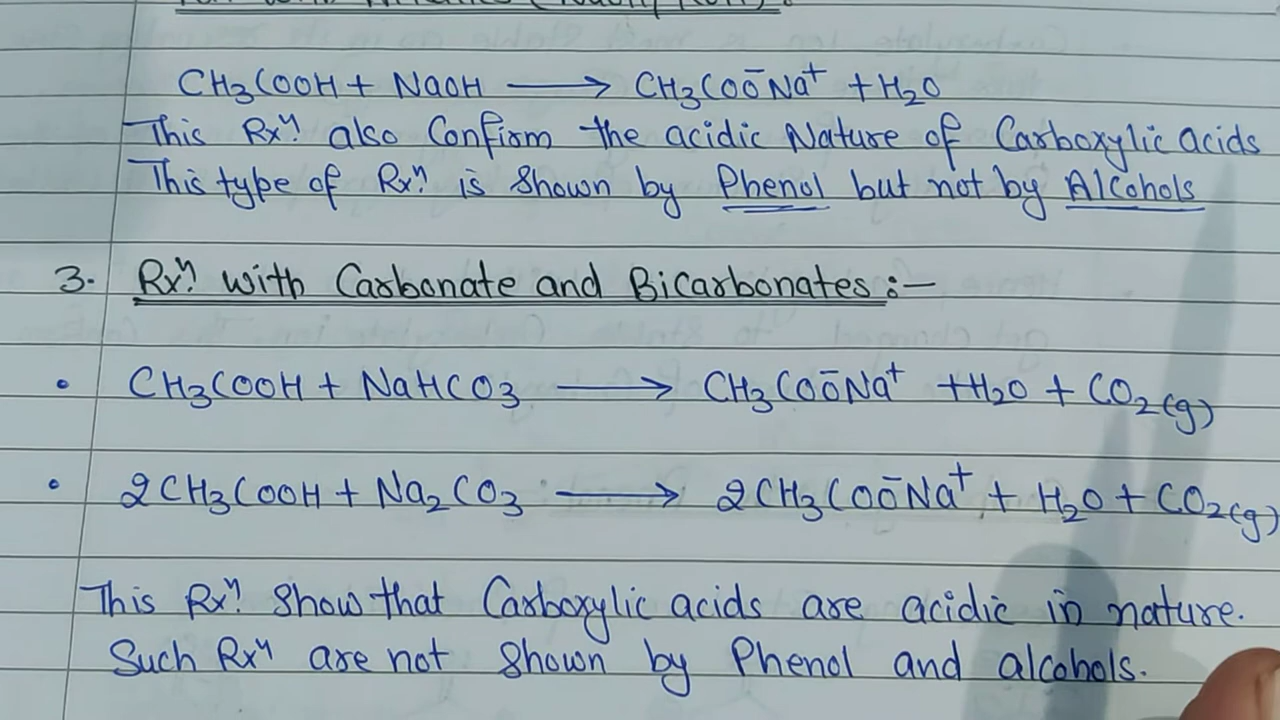 CH3COOH + NaOH ⟶ CH3COO⁻Na⁺ + H2O
This Rxⁿ. also Confirm the acidic Nature of Carboxylic acids
This type of Rxⁿ. is Shown by Phenol but not by Alcohols
3. Rxⁿ. with Carbonate and Bicarbonates :-
• CH3COOH + NaHCO3 ⟶ CH3COO⁻Na⁺ + H2O + CO2(g)
• 2CH3COOH + Na2CO3 ⟶ 2CH3COO⁻Na⁺ + H2O + CO2(g)
This Rxⁿ. Show that Carboxylic acids are acidic in nature.
Such Rxⁿ are not Shown by Phenol and alcohols.